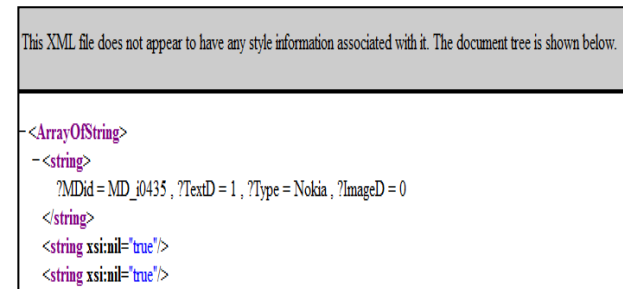 This XML file does not appear to have any style information associated with it. The document tree is shown below.
-<ArrayOfString>
-<string>
?MDid = MD_i0435 , ?TextD = 1 , ?Type = Nokia , ?ImageD = 0
</string>
<string xsi:nil="true"/>
<string xsi:nil="true"/>